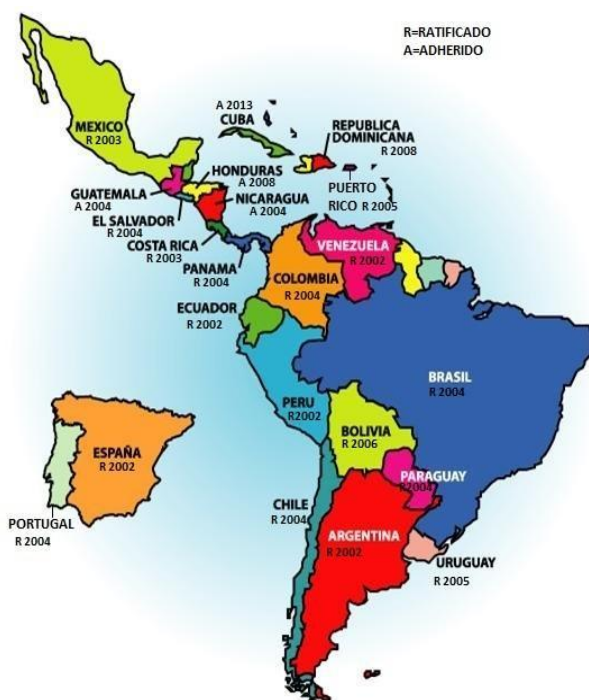 R=RATIFICADO
A=ADHERIDO
MEXICO
R 2003
A 2013
CUBA
REPUBLICA
DOMINICANA
R 2008
HONDURAS
A 2008
PUERTO
RICO R 2005
GUATEMALA
A 2004
NICARAGUA
A 2004
EL SALVADOR
R 2004
COSTA RICA
R 2003
PANAMA
R 2004
VENEZUELA
R 2002
COLOMBIA
R 2004
ECUADOR
R 2002
BRASIL
R 2004
PERU
R2002
BOLIVIA
R 2006
ESPAÑA
R 2002
PARAGUAY
R2004
PORTUGAL
R 2004
CHILE
R 2004
ARGENTINA
R 2002
URUGUAY
R 2005